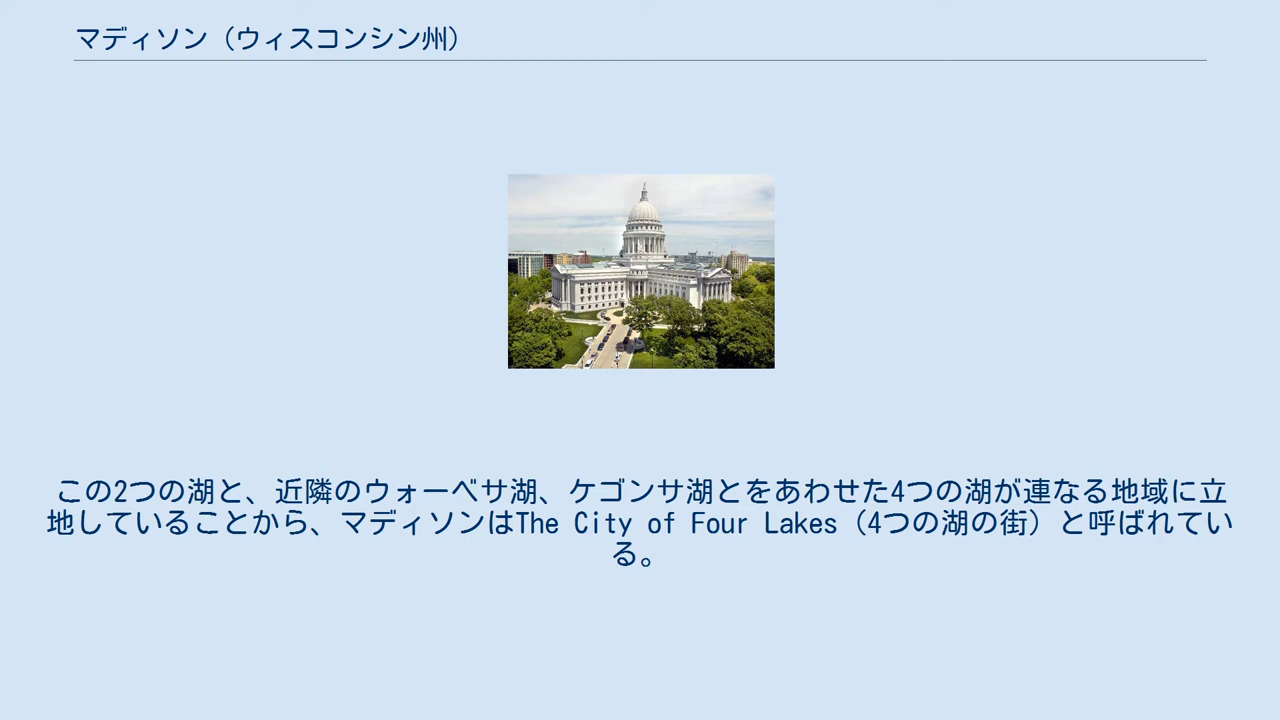 マディソン（ウィスコンシン州）
この2つの湖と、近隣のウォーベサ湖、ケゴンサ湖とをあわせた4つの湖が連なる地域に立
地していることから、マディソンはThe City of Four Lakes（4つの湖の街）と呼ばれてい
る。